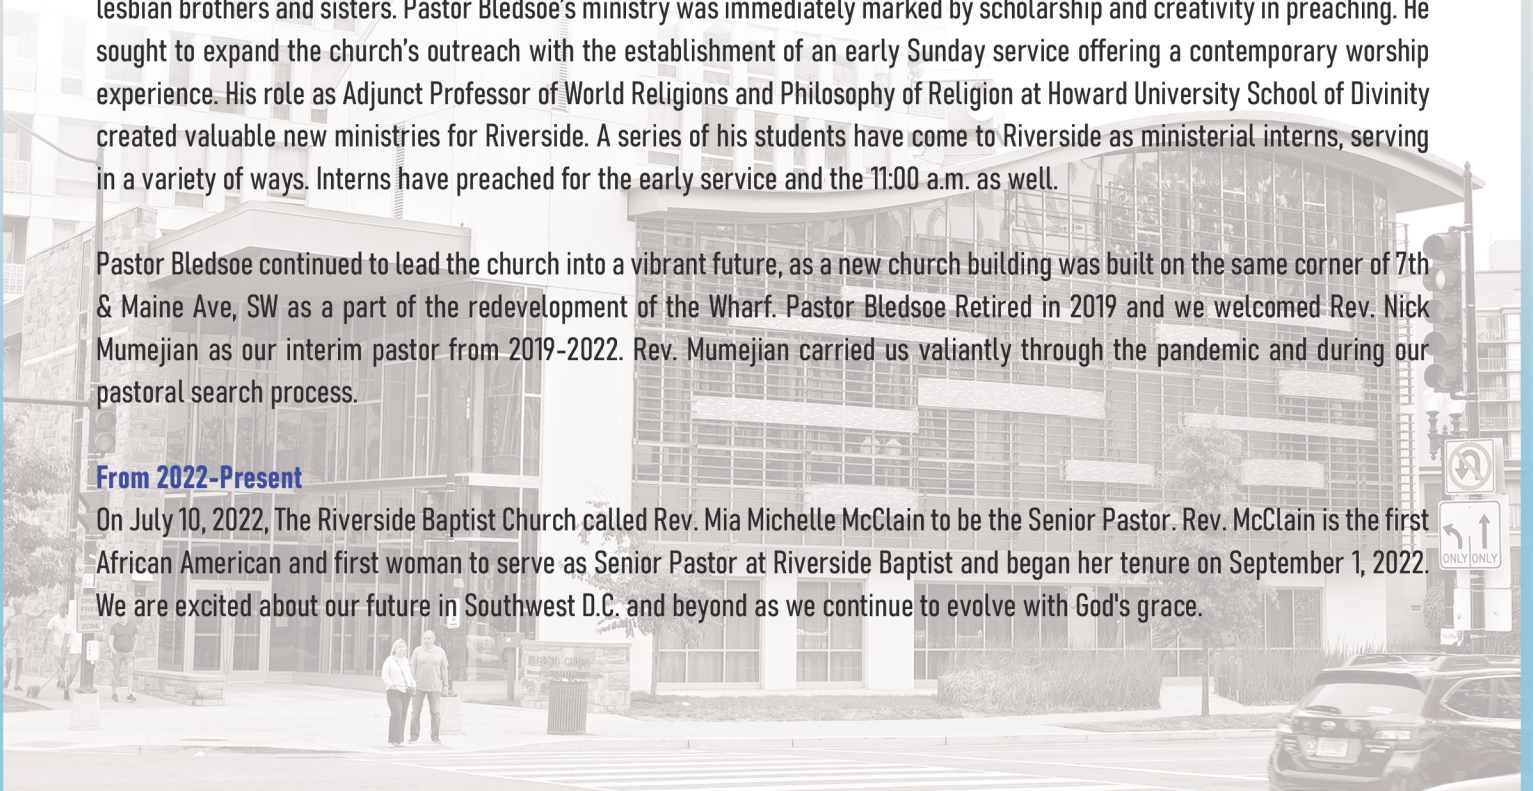 lesbian brothers and sisters. Pastor Bledsoe's ministry was immediately marked by scholarship and creativity in preaching. He
sought to expand the church's outreach with the establishment of an early Sunday service offering a contemporary worship
experience. His role as Adjunct Professor of World Religions and Philosophy of Religion at Howard University School of Divinity
created valuable new ministries for Riverside. A series of his students have come to Riverside as ministerial interns, serving
in a variety of ways. Interns have preached for the early service and the 11:00 a.m. as well.
Pastor Bledsoe continued to lead the church into a vibrant future, as a new church building was built on the same corner of 7th
& Maine Ave, SW as a part of the redevelopment of the Wharf. Pastor Bledsoe Retired in 2019 and we welcomed Rev. Nick
Mumejian as our interim pastor from 2019-2022. Rev. Mumejian carried us valiantly through the pandemic and during our
pastoral search process.
From 2022-Present
On July 10, 2022, The Riverside Baptist Church called Rev. Mia Michelle McClain to be the Senior Pastor. Rev. McClain is the first
African American and first woman to serve as Senior Pastor at Riverside Baptist and began her tenure on September 1, 2022.
We are excited about our future in Southwest D.C. and beyond as we continue to evolve with God's grace.
ONLY ONLY